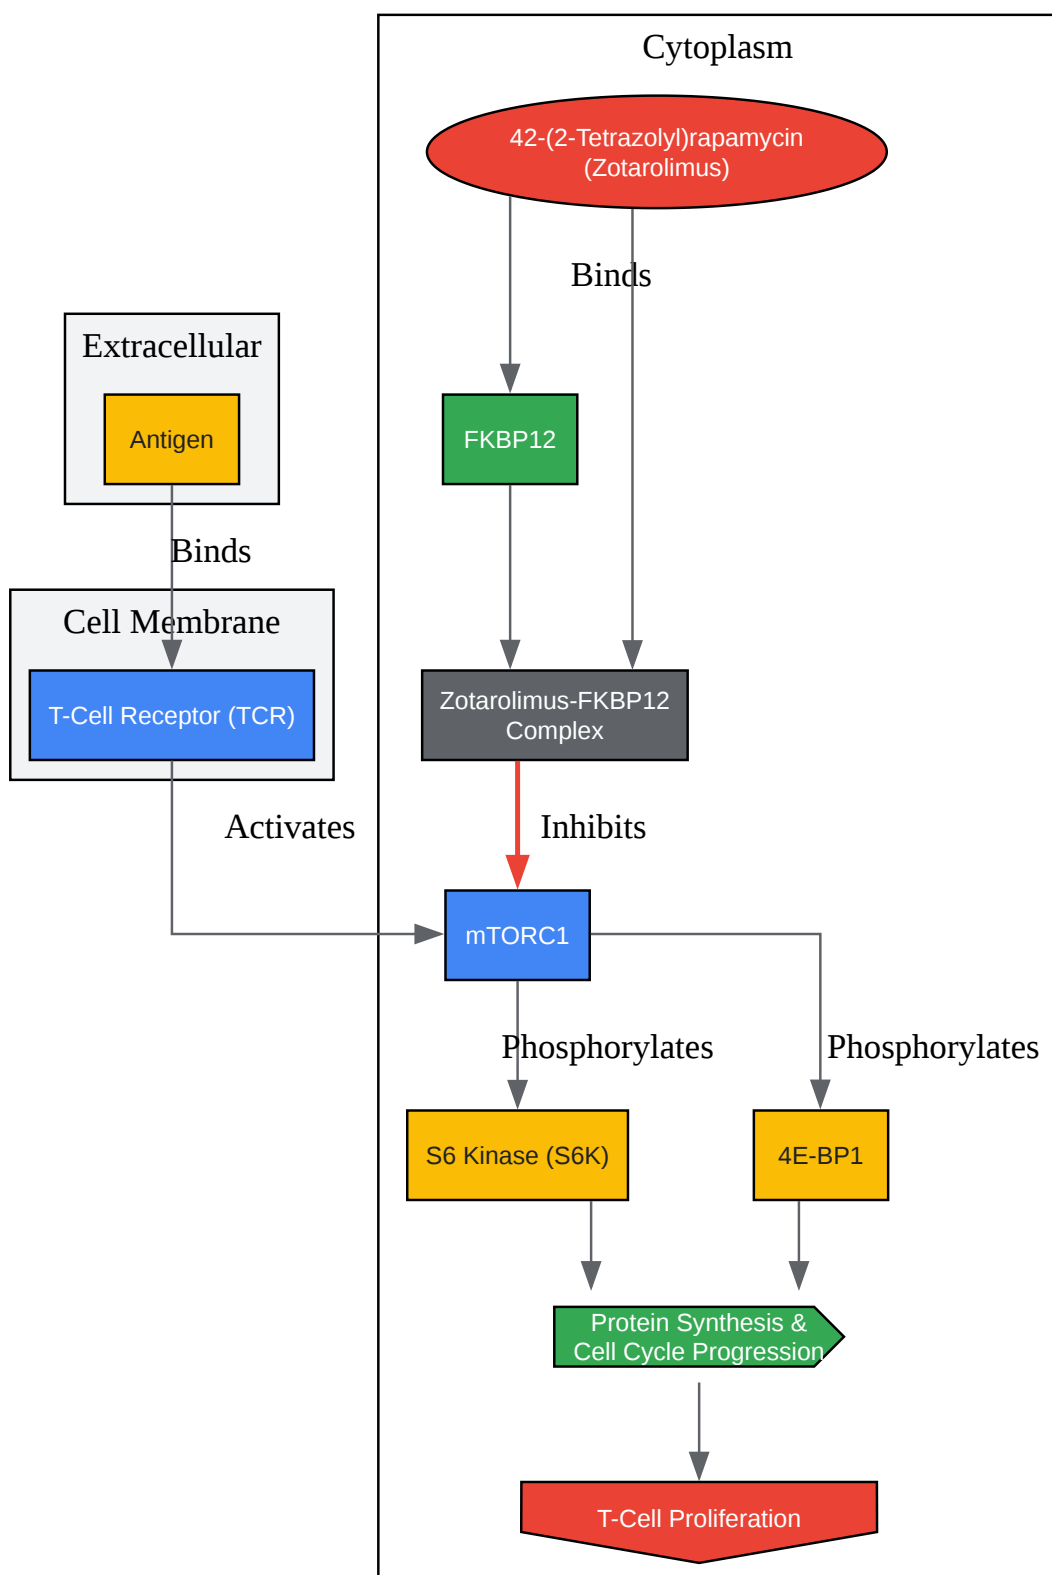 Cytoplasm
42-(2-Tetrazolyl)rapamycin
(Zotarolimus)
Binds
Extracellular
Antigen
FKBP12
Binds
Cell Membrane
T-Cell Receptor (TCR)
Zotarolimus-FKBP12
Complex
Activates
Inhibits
mTORC1
Phosphorylates
Phosphorylates
S6 Kinase (S6K)
4E-BP1
Protein Synthesis &
Cell Cycle Progression
T-Cell Proliferation